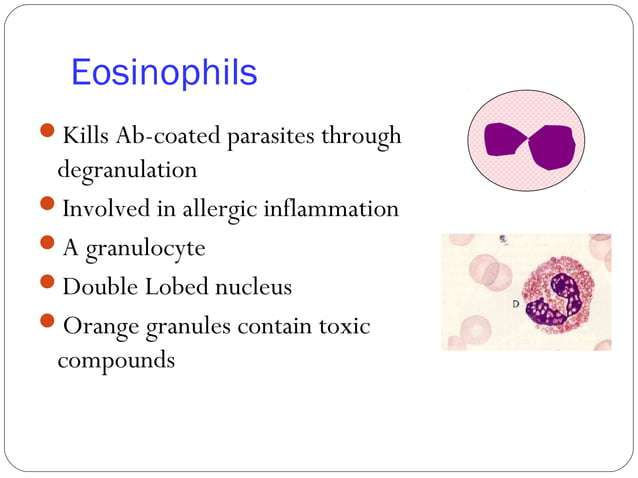 Eosinophils
Kills Ab-coated parasites through
degranulation
Involved in allergic inflammation
A granulocyte
Double Lobed nucleus
Orange granules contain toxic
compounds
D